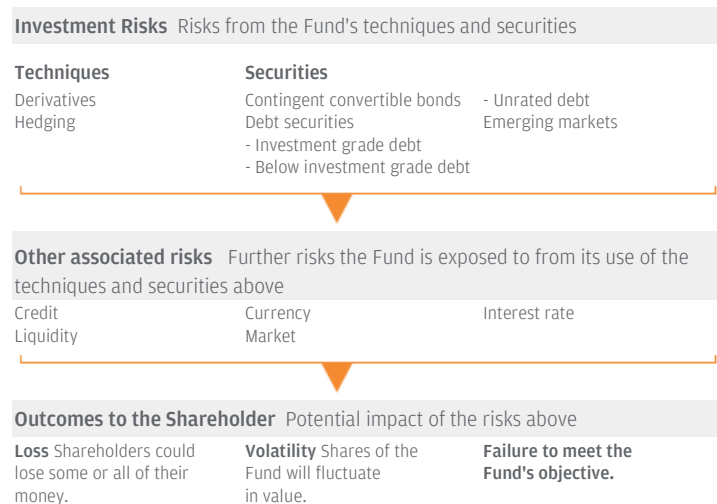 Investment Risks Risks from the Fund's techniques and securities
Techniques
Derivatives
Hedging
Securities
Contingent convertible bonds
Debt securities
- Investment grade debt
- Below investment grade debt
- Unrated debt
Emerging markets
Other associated risks Further risks the Fund is exposed to from its use of the
techniques and securities above
Credit
Liquidity
Currency
Market
Interest rate
Outcomes to the Shareholder Potential impact of the risks above
Loss Shareholders could
lose some or all of their
money.
Volatility Shares of the
Fund will fluctuate
in value.
Failure to meet the
Fund's objective.